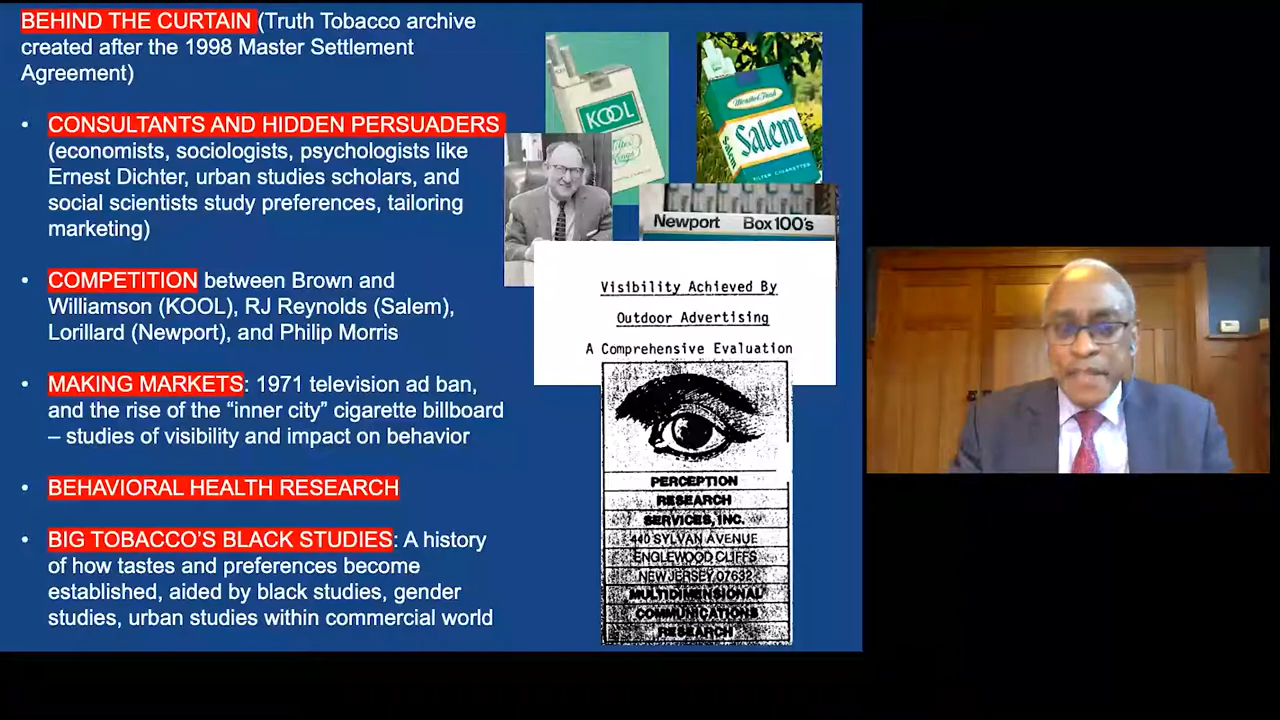 BEHIND THE CURTAIN (Truth Tobacco archive
created after the 1998 Master Settlement
Agreement)
• CONSULTANTS AND HIDDEN PERSUADERS
(economists, sociologists, psychologists like
Ernest Dichter, urban studies scholars, and
social scientists study preferences, tailoring
marketing)
• COMPETITION between Brown and
Williamson (KOOL), RJ Reynolds (Salem),
Lorillard (Newport), and Philip Morris
• MAKING MARKETS: 1971 television ad ban,
and the rise of the “inner city” cigarette billboard
– studies of visibility and impact on behavior
• BEHAVIORAL HEALTH RESEARCH
• BIG TOBACCO’S BLACK STUDIES: A history
of how tastes and preferences become
established, aided by black studies, gender
studies, urban studies within commercial world
KOOL
Menthol Fresh
Salem
Salem
FILTER CIGARETTES
Newport Box 100's
Visibility Achieved By
Outdoor Advertising
A Comprehensive Evaluation
PERCEPTION
RESEARCH
SERVICES, INC.
440 SYLVAN AVENUE
ENGLEWOOD CLIFFS
NEW JERSEY 07632
MULTIDIMENSIONAL
COMMUNICATIONS
RESEARCH